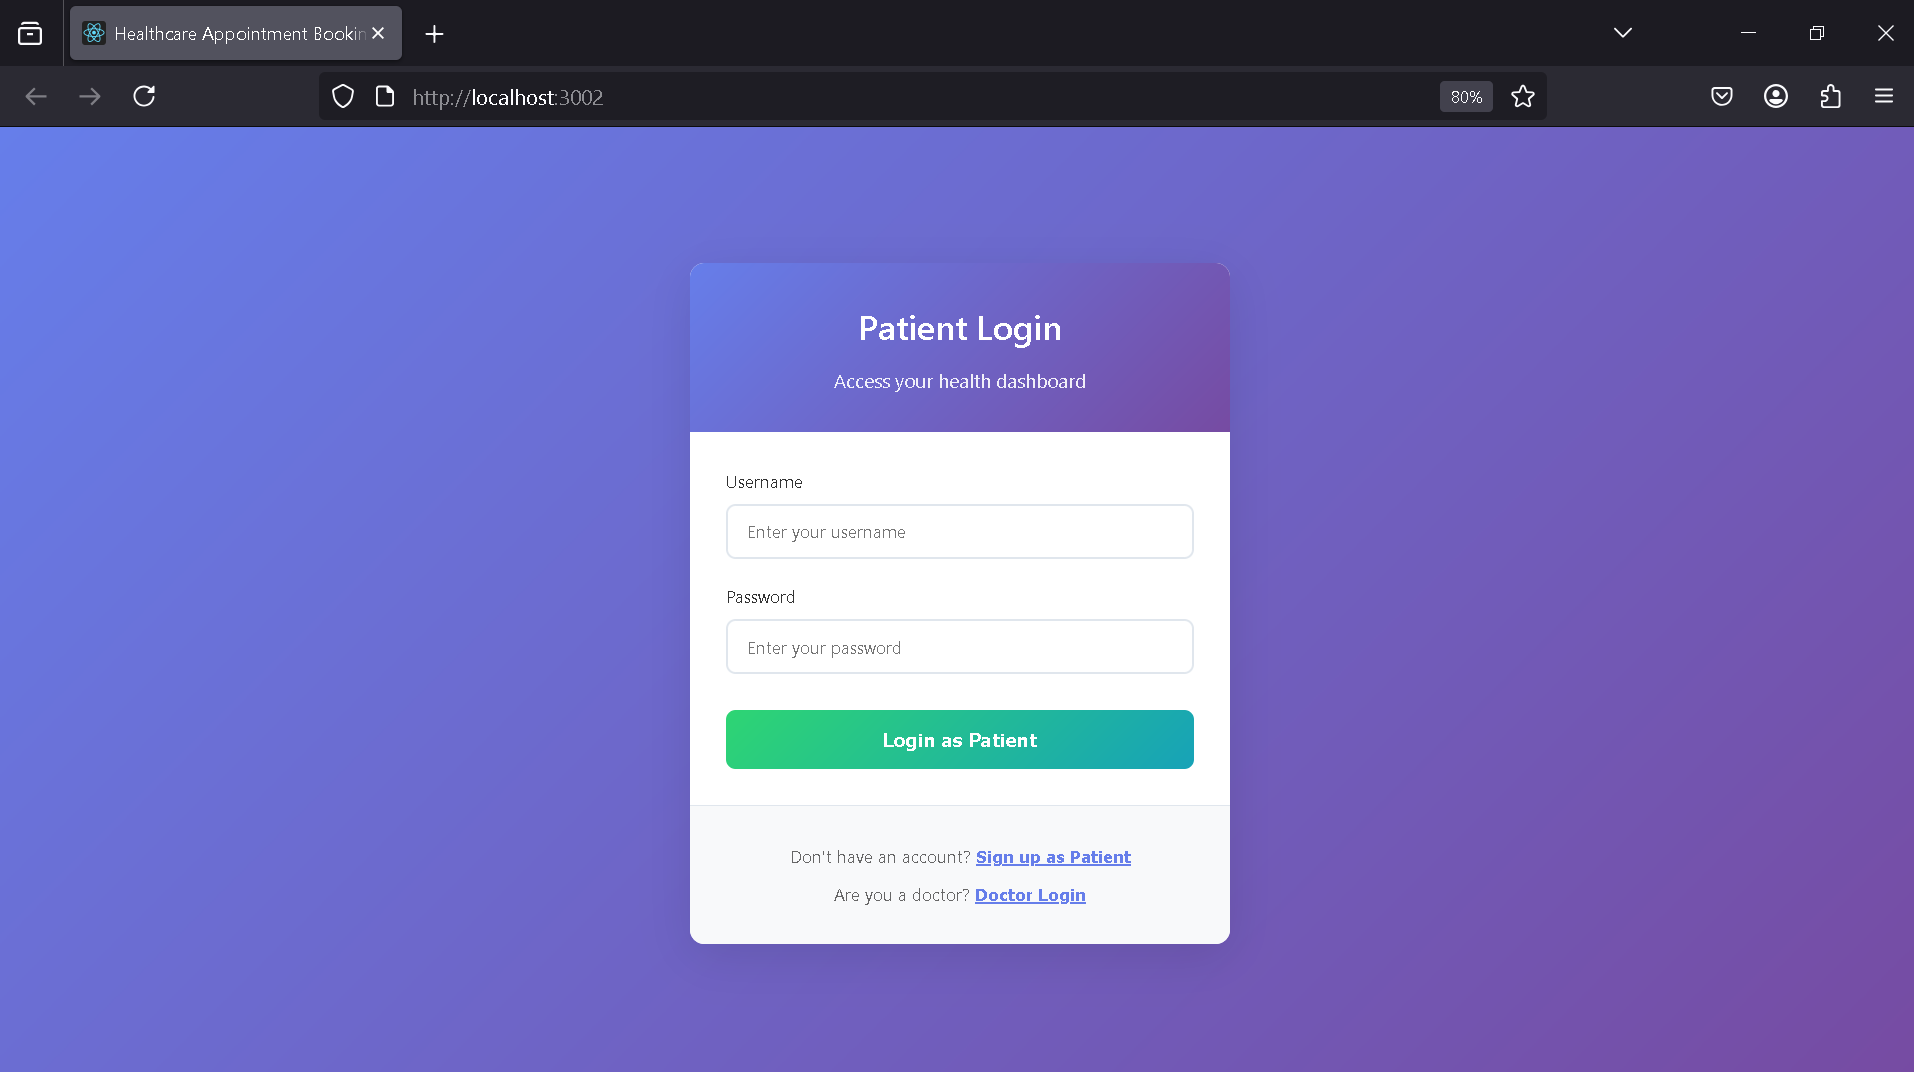 Healthcare Appointment Bookin
http://localhost:3002
80%
Patient Login
Access your health dashboard
Username
Enter your username
Password
Enter your password
Login as Patient
Don't have an account? Sign up as Patient
Are you a doctor? Doctor Login